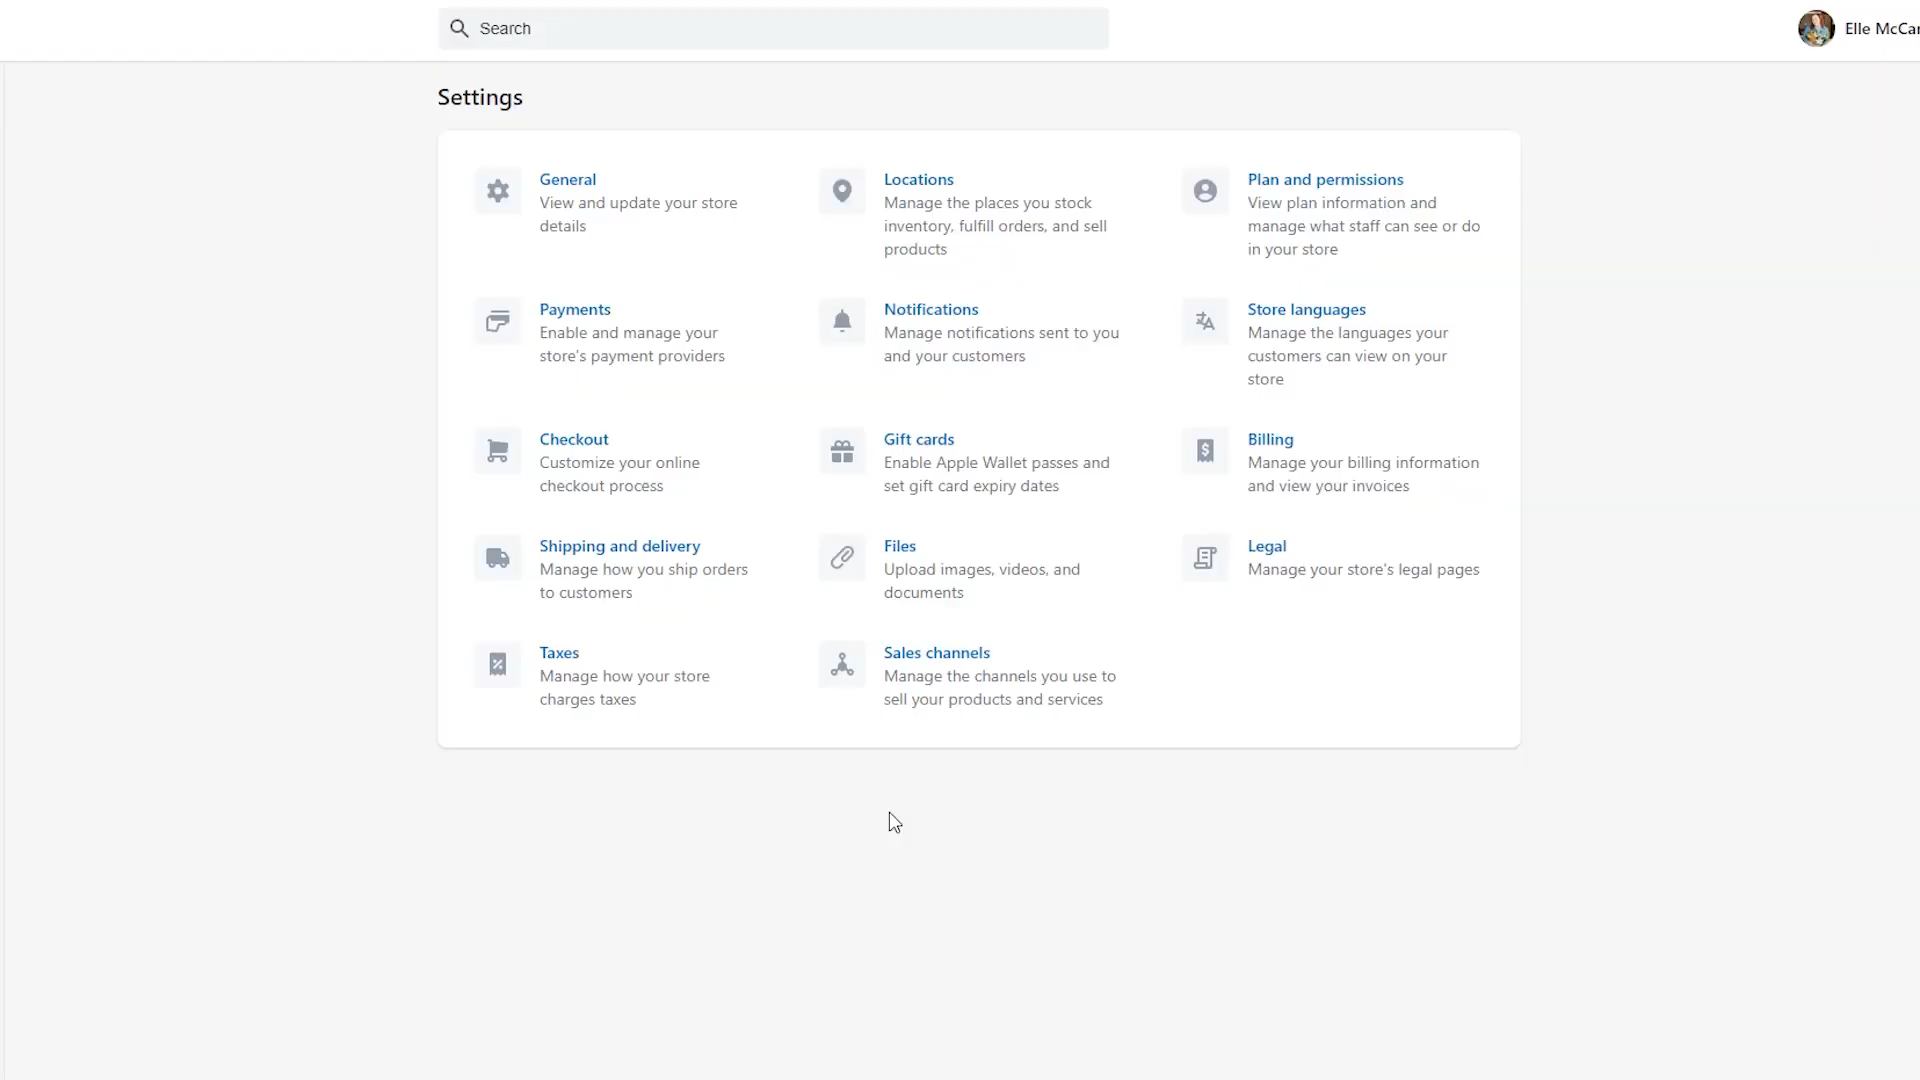 Search
Elle McCar
Settings
General
View and update your store
details
Locations
Manage the places you stock
inventory, fulfill orders, and sell
products
Plan and permissions
View plan information and
manage what staff can see or do
in your store
Payments
Enable and manage your
store's payment providers
Notifications
Manage notifications sent to you
and your customers
Store languages
Manage the languages your
customers can view on your
store
Checkout
Customize your online
checkout process
Gift cards
Enable Apple Wallet passes and
set gift card expiry dates
Billing
Manage your billing information
and view your invoices
Shipping and delivery
Manage how you ship orders
to customers
Files
Upload images, videos, and
documents
Legal
Manage your store's legal pages
Taxes
Manage how your store
charges taxes
Sales channels
Manage the channels you use to
sell your products and services